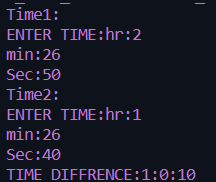 Time1:
ENTER TIME:hr:2
min:26
Sec:50
Time2:
ENTER TIME:hr:1
min:26
Sec:40
TIME DIFFRENCE:1:0:10